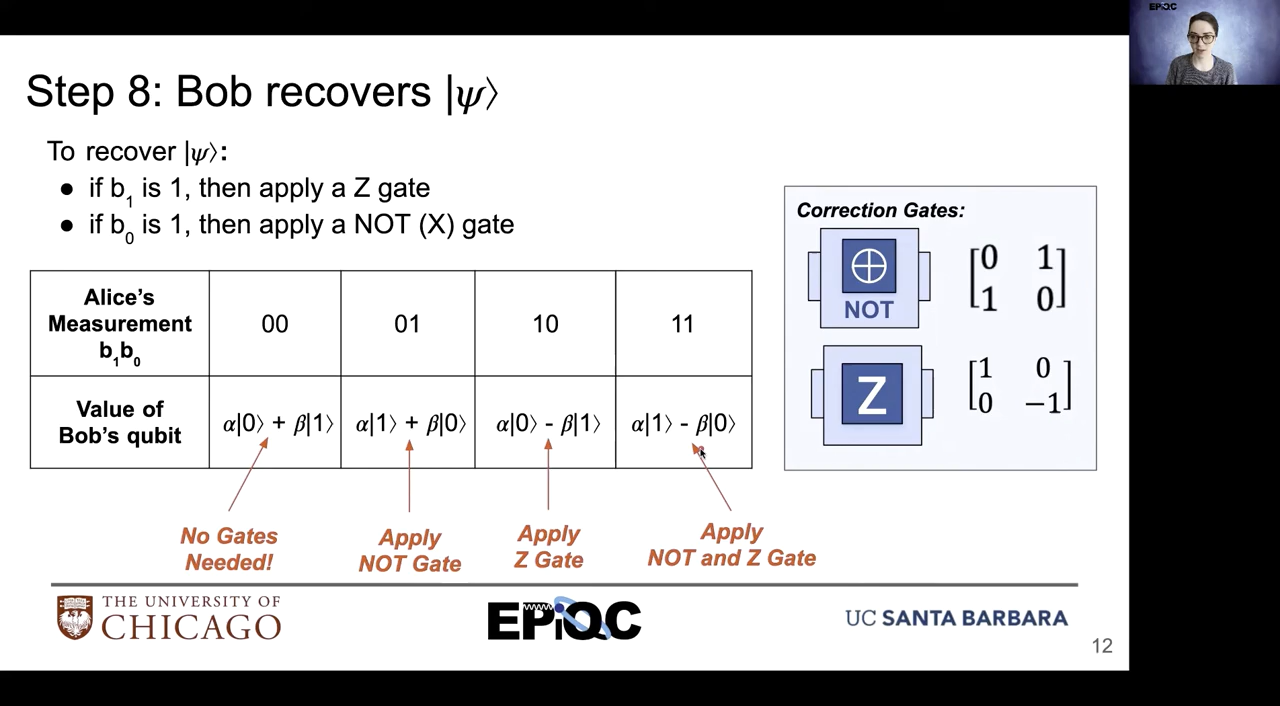 EPiQC
Step 8: Bob recovers |ψ⟩
To recover |ψ⟩:
● if b₁ is 1, then apply a Z gate
● if b₀ is 1, then apply a NOT (X) gate
Correction Gates:
NOT
0 1
1 0
Z
1 0
0 −1
Alice's
Measurement
b₁b₀
00
01
10
11
Value of
Bob's qubit
α|0⟩ + β|1⟩
α|1⟩ + β|0⟩
α|0⟩ - β|1⟩
α|1⟩ - β|0⟩
No Gates
Needed!
Apply
NOT Gate
Apply
Z Gate
Apply
NOT and Z Gate
THE UNIVERSITY OF
CHICAGO
EPiQC
UC SANTA BARBARA
12